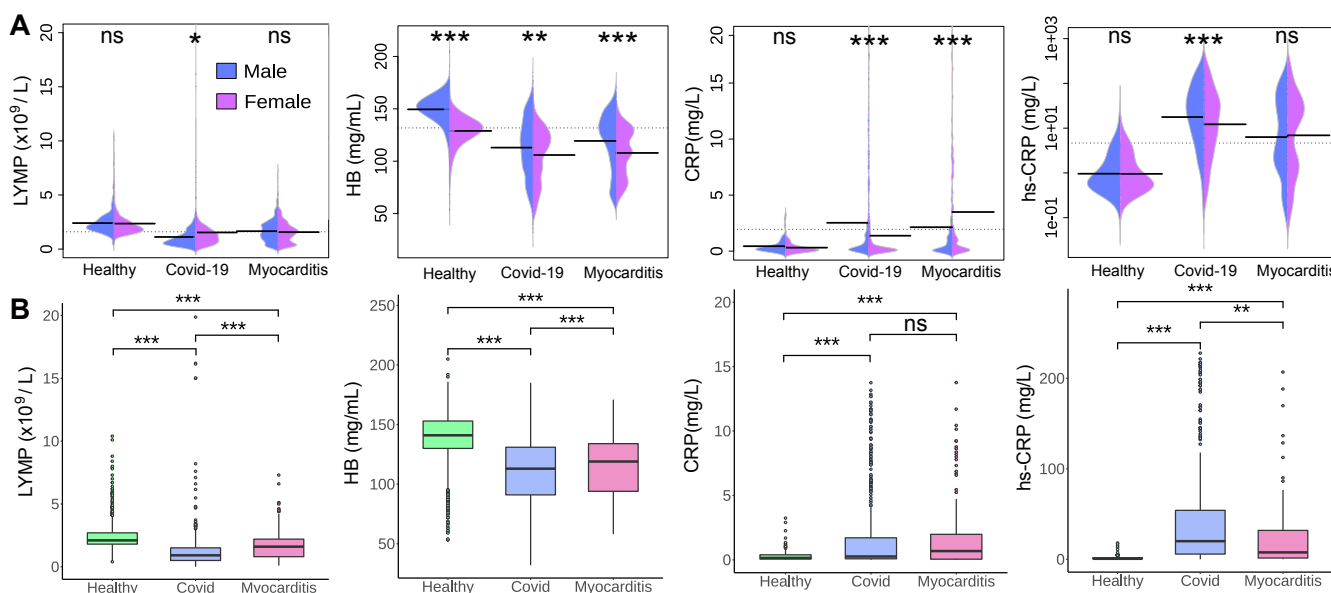 A
LYMP (x10⁹/ L)
20
15
10
5
0
ns
*
ns
Male
Female
Healthy
Covid-19
Myocarditis
HB (mg/mL)
200
150
100
50
***
**
***
Healthy
Covid-19
Myocarditis
CRP(mg/L)
20
15
10
5
0
ns
***
***
Healthy
Covid-19
Myocarditis
hs-CRP (mg/L)
1e+03
1e+01
1e-01
ns
***
ns
Healthy
Covid-19
Myocarditis
B
LYMP (x10⁹/ L)
20
15
10
5
0
***
***
***
Healthy
Covid
Myocarditis
HB (mg/mL)
250
200
150
100
50
***
***
***
Healthy
Covid
Myocarditis
CRP(mg/L)
20
15
10
5
0
***
ns
***
Healthy
Covid
Myocarditis
hs-CRP (mg/L)
200
100
0
***
**
***
Healthy
Covid
Myocarditis